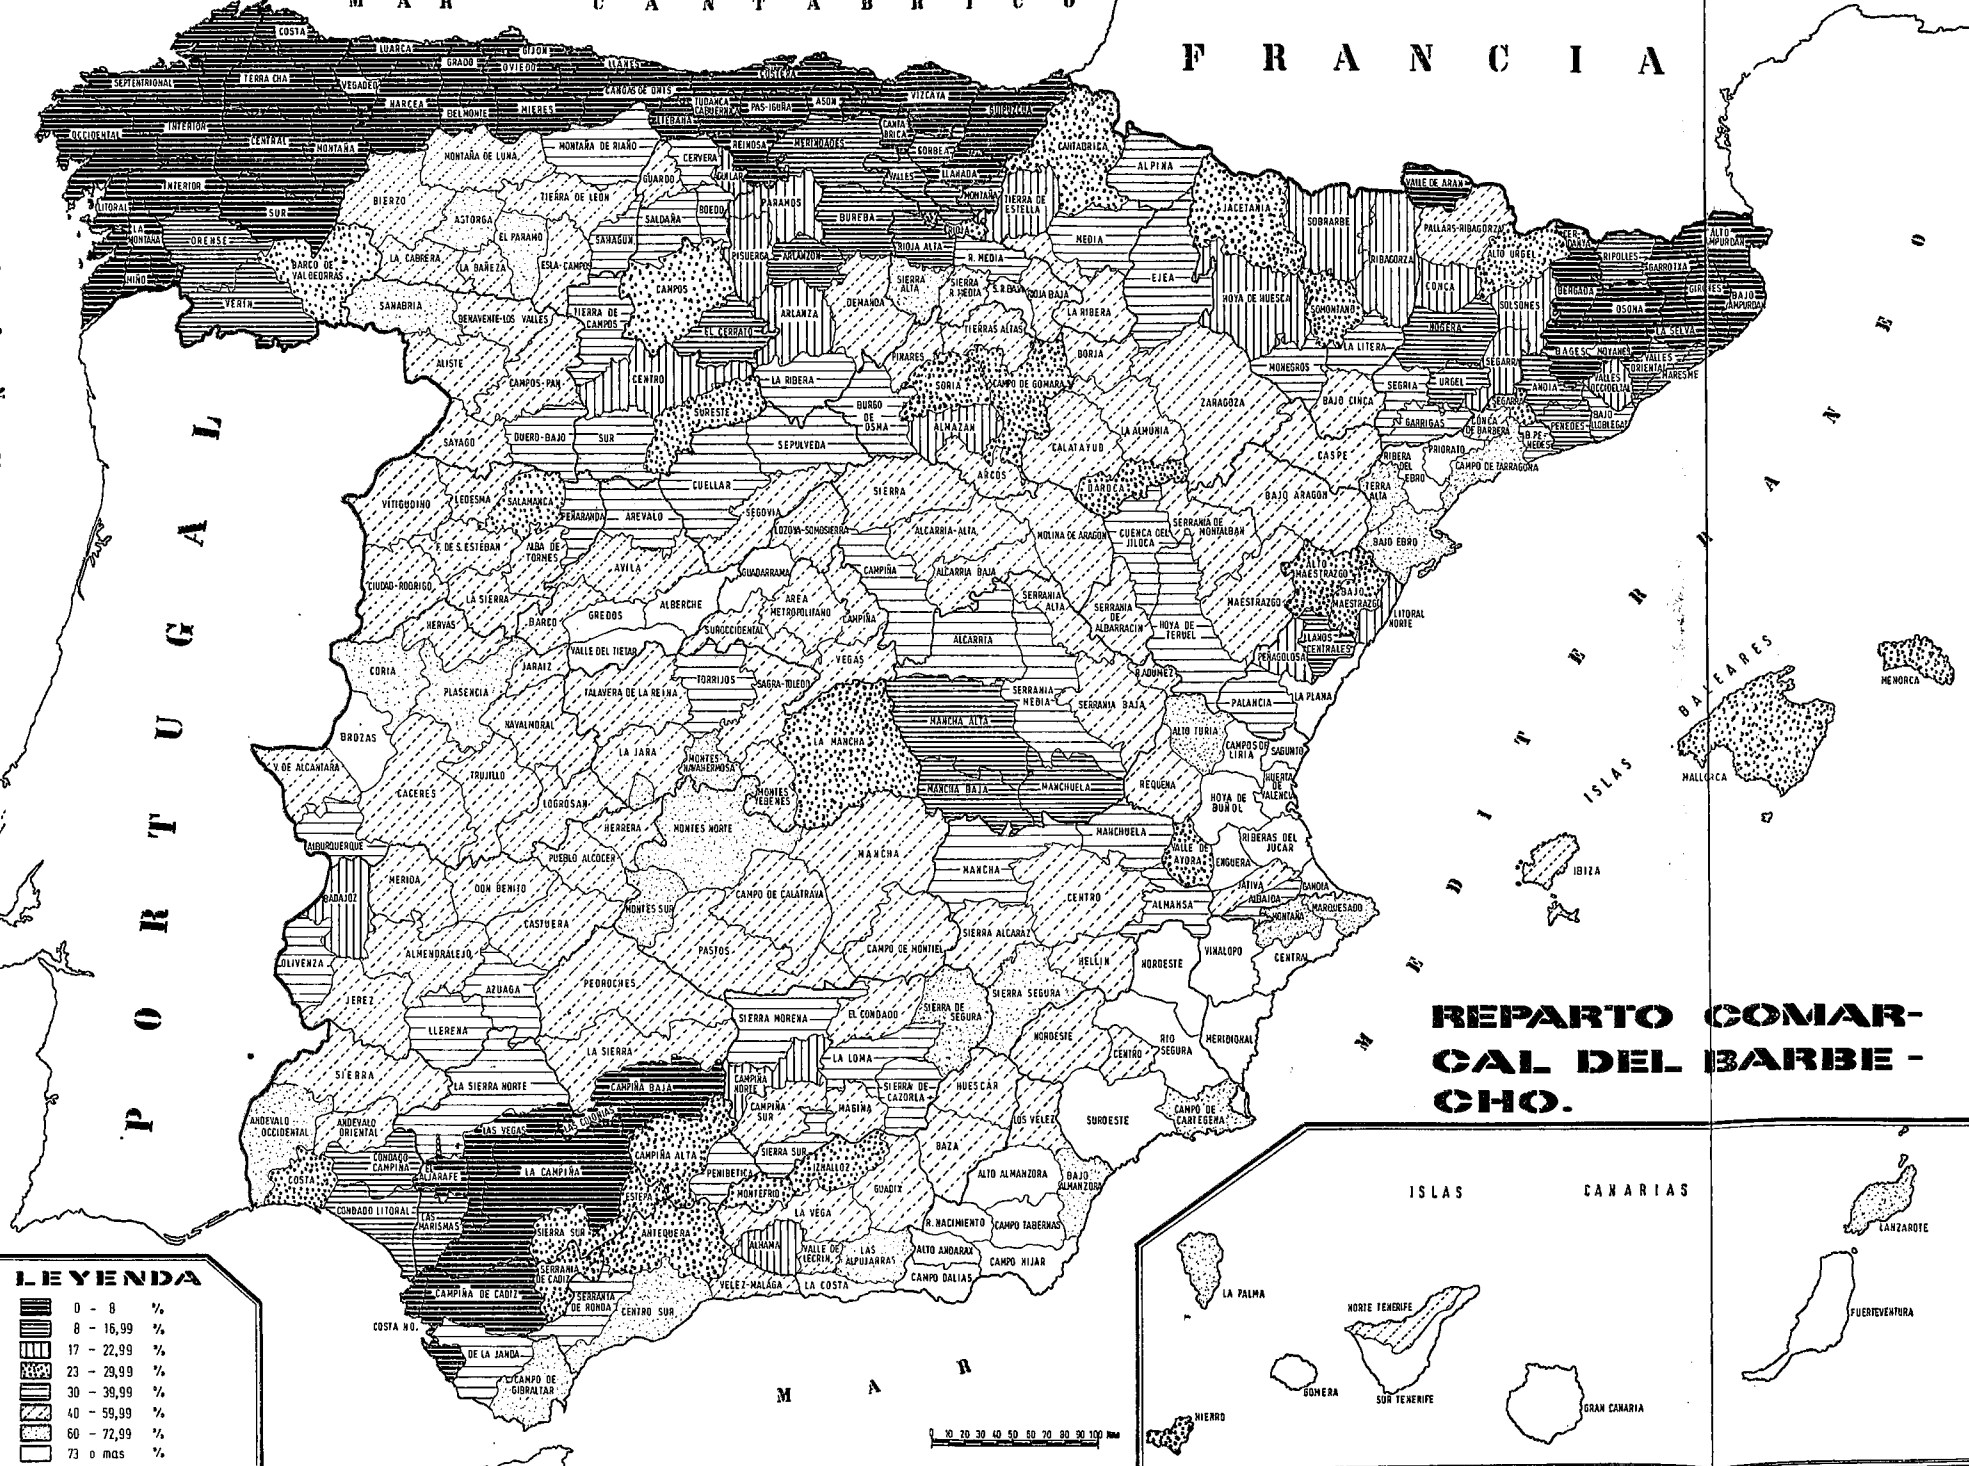 MAR CANTABRICO
FRANCIA
PORTUGAL
MEDITERRANEO
MAR
ISLAS BALEARES
COSTA
LUARCA
GIJON
GRADO
OVIEDO
LLANES
COSTERA
SEPTENTRIONAL
TERRA CHA
VEGADEO
NARCEA
BELMONTE
MIERES
CANGAS DE ONIS
LIEBANA
TUDANCA
CABUERNIGA
PAS-IGUÑA
ASON
VIZCAYA
GUIPUZCOA
OCCIDENTAL
INTERIOR
CENTRAL
MONTAÑA
MONTAÑA DE LUNA
MONTAÑA DE RIAÑO
CERVERA
REINOSA
MERINDADES
CANTABRICA
GORBEA
CANTABRICA
ALPINA
VALLE DE ARAN
INTERIOR
SUR
LITORAL
LA MONTAÑA
MIÑO
ORENSE
VERIN
BARCO DE VALDEORRAS
BIERZO
ASTORGA
TIERRA DE LEON
GUARDO
AGUILAR
VALLES
LLANADA
MONTAÑA
TIERRA DE ESTELLA
JACETANIA
SOBRARBE
RIBAGORZA
PALLARS-RIBAGORZA
ALTO URGEL
CERDANYA
RIPOLLES
GARROTXA
ALTO AMPURDAN
GIRONES
BAJO AMPURDAN
EL PARAMO
LA CABRERA
LA BAÑEZA
ESLA-CAMPOS
SAHAGUN
SALDAÑA
BOEDO
PARAMOS
BUREBA
RIOJA ALTA
R. MEDIA
MEDIA
EJEA
PISUERGA
ARLANZON
CAMPOS
SANABRIA
BENAVENTE-LOS VALLES
TIERRA DE CAMPOS
EL CERRATO
ARLANZA
DEMANDA
SIERRA ALTA
SIERRA R. MEDIA
RIOJA BAJA
LA RIBERA
TIERRAS ALTAS
HOYA DE HUESCA
SOMONTANO
CONCA
SOLSONES
BERGADA
OSONA
LA SELVA
NOGERA
LA LITERA
MONEGROS
SEGARRA
BAGES
MOYANES
VALLES ORIENTAL
MARESME
VALLES OCCIDELTAL
ALISTE
CAMPOS-PAN
CENTRO
LA RIBERA
PINARES
SORIA
CAMPO DE GOMARA
BORJA
ZARAGOZA
BAJO CINCA
SEGRIA
URGEL
ANOIA
SEGARRA
BAJO LLOBLEGAT
PENEDES
B. PENEDES
GARRIGAS
CONCA DE BARBERA
SAYAGO
DUERO-BAJO
SUR
SURESTE
SEPULVEDA
BURGO DE OSMA
ALMAZAN
ARCOS
CALATAYUD
LA ALMUNIA
CASPE
RIBERA DEL EBRO
PRIORATO
CAMPO DE TARRAGONA
TERRA ALTA
BAJO EBRO
VITIGUDINO
LEDESMA
SALAMANCA
PEÑARANDA
AREVALO
CUELLAR
SEGOVIA
SIERRA
DAROCA
BAJO ARAGON
LOZOYA-SOMOSIERRA
ALCARRIA-ALTA
MOLINA DE ARAGON
CUENCA DEL JILOCA
SERRANIA DE MONTALBAN
F. DE S. ESTEBAN
ALBA DE TORMES
AVILA
GUADARRAMA
CAMPIÑA
ALCARRIA BAJA
SERRANIA ALTA
SERRANIA DE ALBARRACIN
MAESTRAZGO
ALTO MAESTRAZGO
BAJO MAESTRAZGO
LITORAL NORTE
CIUDAD-RODRIGO
LA SIERRA
BARCO
GREDOS
ALBERCHE
AREA METROPOLITANO
CAMPIÑA
SUROCCIDENTAL
VEGAS
ALCARRIA
HOYA DE TERUEL
PEÑAGOLOSA
LLANOS CENTRALES
HERVAS
CORIA
PLASENCIA
JARAIZ
VALLE DEL TIETAR
TALAVERA DE LA REINA
TORRIJOS
SAGRA-TOLEDO
NAVALMORAL
SERRANIA MEDIA
SERRANIA BAJA
PALANCIA
LA PLANA
MANCHA ALTA
LA MANCHA
ALTO TURIA
CAMPOS DE LIRIA
SAGUNTO
HUERTA DE VALENCIA
BROZAS
V. DE ALCANTARA
CACERES
TRUJILLO
LOGROSAN
LA JARA
MONTES-NAVAHERMOSA
MONTES YEBENES
MANCHA BAJA
MANCHUELA
REQUENA
HOYA DE BUÑOL
RIBERAS DEL JUCAR
ALBURQUERQUE
HERRERA
MONTES NORTE
PUEBLO ALCOCER
MANCHA
MANCHUELA
MANCHA
VALLE DE AYORA
ENGUERA
JATIVA
GANDIA
ALBAIDA
MONTAÑA
MARQUESADO
BADAJOZ
MERIDA
DON BENITO
CASTUERA
MONTES SUR
CAMPO DE CALATRAVA
CENTRO
ALMANSA
VINALOPO
CENTRAL
OLIVENZA
ALMENDRALEJO
PASTOS
CAMPO DE MONTIEL
SIERRA ALCARAZ
HELLIN
NOROESTE
JEREZ
AZUAGA
PEDROCHES
LLERENA
SIERRA MORENA
EL CONDADO
SIERRA DE SEGURA
SIERRA SEGURA
NORDESTE
CENTRO
RIO SEGURA
MERIDIONAL
SIERRA
LA SIERRA NORTE
LA SIERRA
CAMPIÑA BAJA
CAMPIÑA NORTE
LA LOMA
CAMPIÑA SUR
MAGINA
SIERRA DE CAZORLA
HUESCAR
LOS VELEZ
SUROESTE
CAMPO DE CARTEGENA
ANDEVALO OCCIDENTAL
ANDEVALO ORIENTAL
CONDADO CAMPIÑA
COSTA
CONDADO LITORAL
EL ALJARAFE
LAS MARISMAS
LAS VEGAS
LAS COLONIAS
LA CAMPIÑA
CAMPIÑA ALTA
ESTEPA
PENIBETICA
SIERRA SUR
IZNALLOZ
MONTEFRIO
BAZA
GUADIX
ALTO ALMANZORA
BAJO ALMANZORA
SIERRA SUR
ANTEQUERA
LA VEGA
ALHAMA
VALLE DE LECRIN
LAS ALPUJARRAS
R. NACIMIENTO
CAMPO TABERNAS
ALTO ANDARAX
CAMPO NIJAR
CAMPO DALIAS
SERRANIA DE CADIZ
SERRANIA DE RONDA
CENTRO SUR
VELEZ-MALAGA
LA COSTA
CAMPIÑA DE CADIZ
COSTA NO.
DE LA JANDA
CAMPO DE GIBRALTAR
MENORCA
MALLORCA
IBIZA
REPARTO COMAR-
CAL DEL BARBE-
CHO.
ISLAS CANARIAS
LANZAROTE
LA PALMA
NORTE TENERIFE
FUERTEVENTURA
GOMERA
SUR TENERIFE
GRAN CANARIA
HIERRO
LEYENDA
0 - 8 %
8 - 16,99 %
17 - 22,99 %
23 - 29,99 %
30 - 39,99 %
40 - 59,99 %
60 - 72,99 %
73 o mas %
0 10 20 30 40 50 60 70 80 90 100 Kms